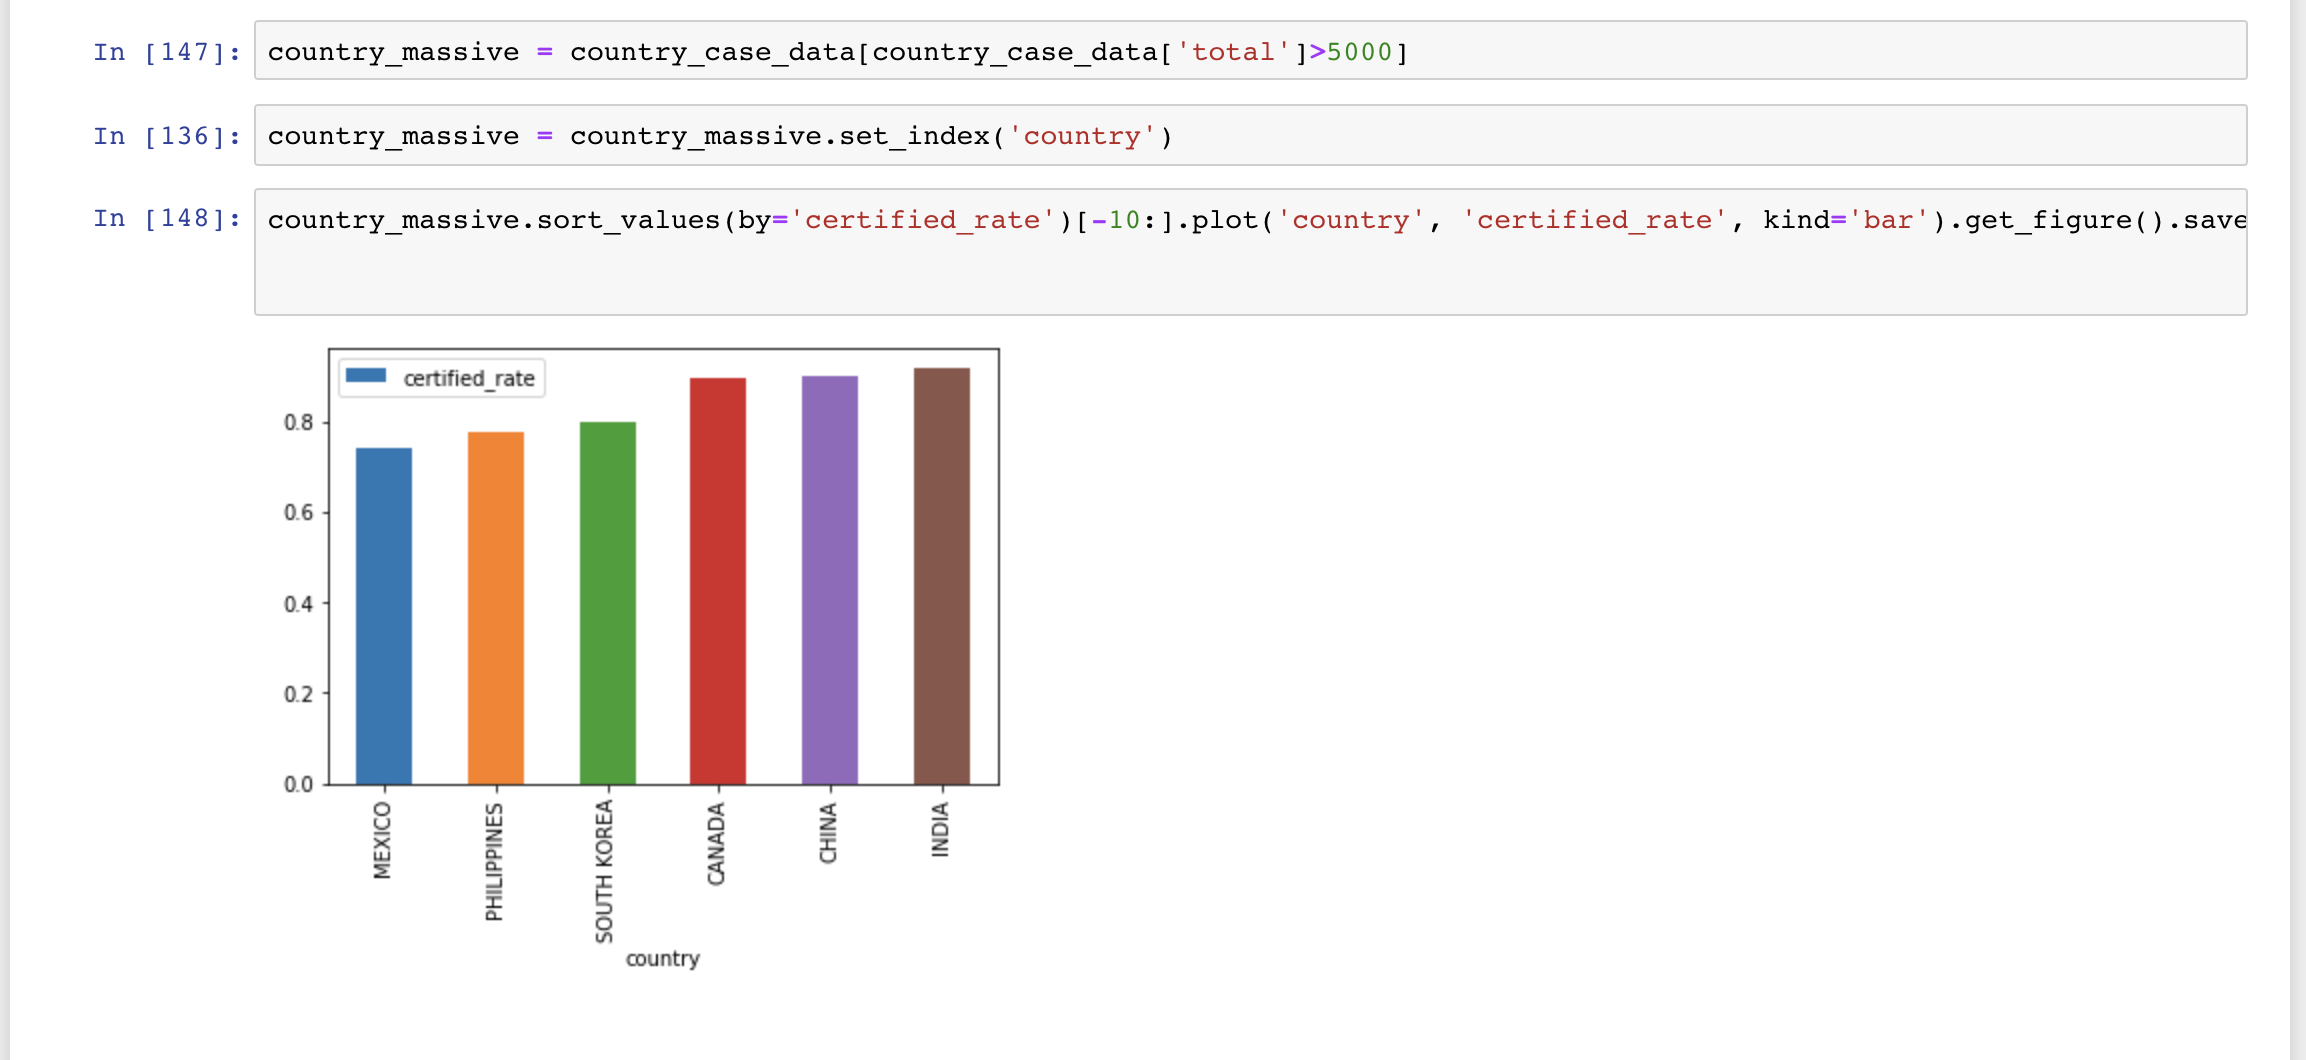 In [147]: country_massive = country_case_data[country_case_data['total']>5000]
In [136]: country_massive = country_massive.set_index('country')
In [148]: country_massive.sort_values(by='certified_rate')[-10:].plot('country', 'certified_rate', kind='bar').get_figure().save
certified_rate
0.8
0.6
0.4
0.2
0.0
MEXICO
PHILIPPINES
SOUTH KOREA
CANADA
CHINA
INDIA
country